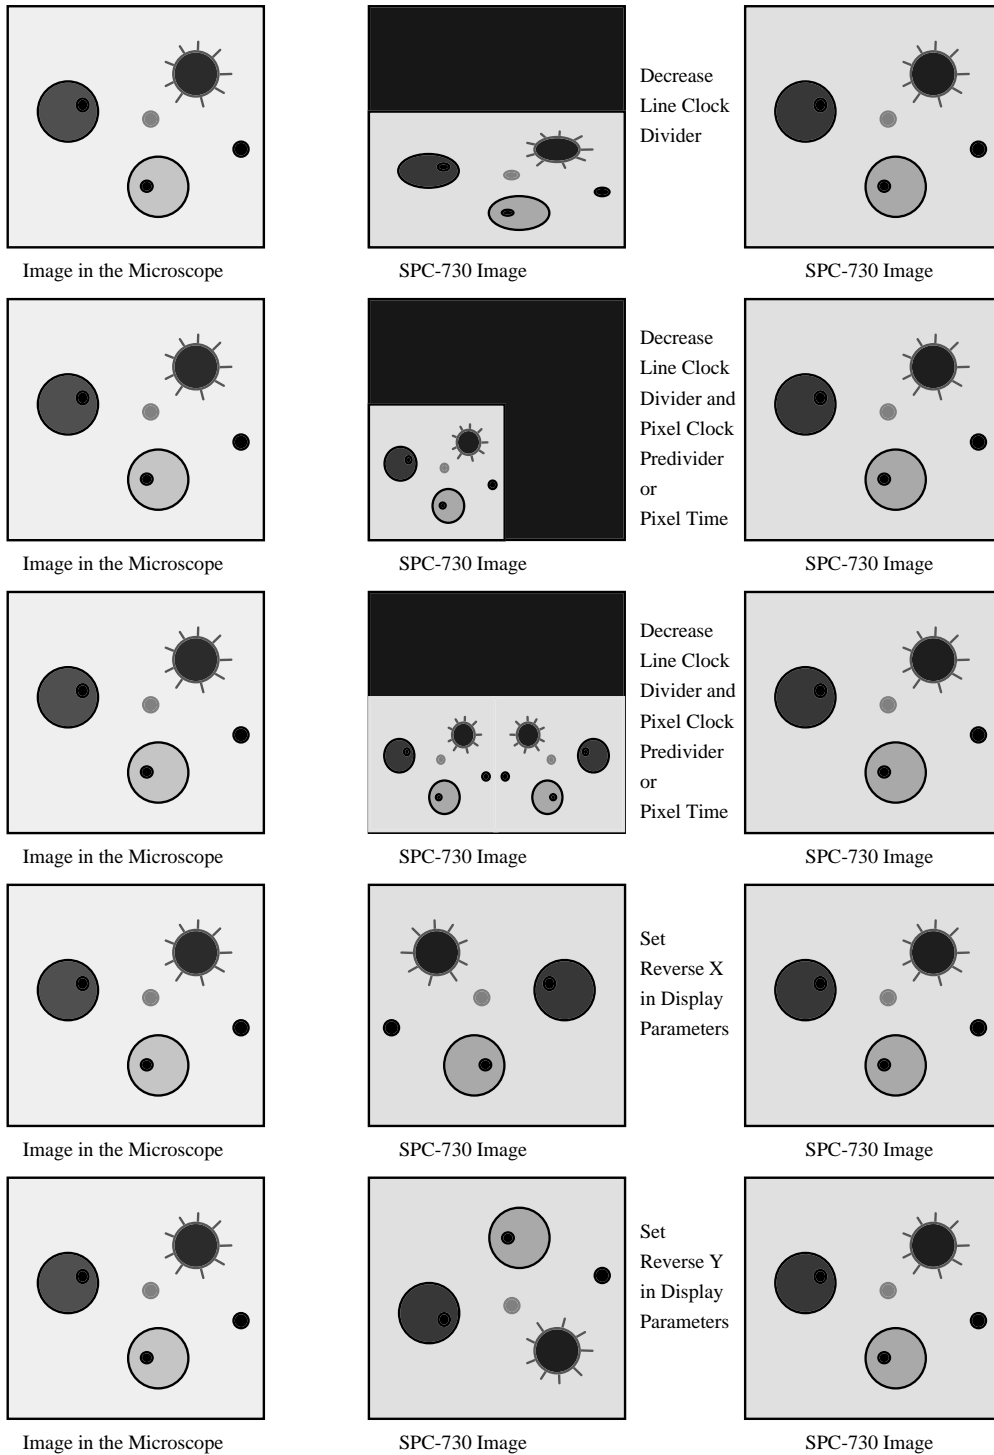 Decrease
Line Clock
Divider
Image in the Microscope
SPC-730 Image
SPC-730 Image
Decrease
Line Clock
Divider and
Pixel Clock
Predivider
or
Pixel Time
Image in the Microscope
SPC-730 Image
SPC-730 Image
Decrease
Line Clock
Divider and
Pixel Clock
Predivider
or
Pixel Time
Image in the Microscope
SPC-730 Image
SPC-730 Image
Set
Reverse X
in Display
Parameters
Image in the Microscope
SPC-730 Image
SPC-730 Image
Set
Reverse Y
in Display
Parameters
Image in the Microscope
SPC-730 Image
SPC-730 Image